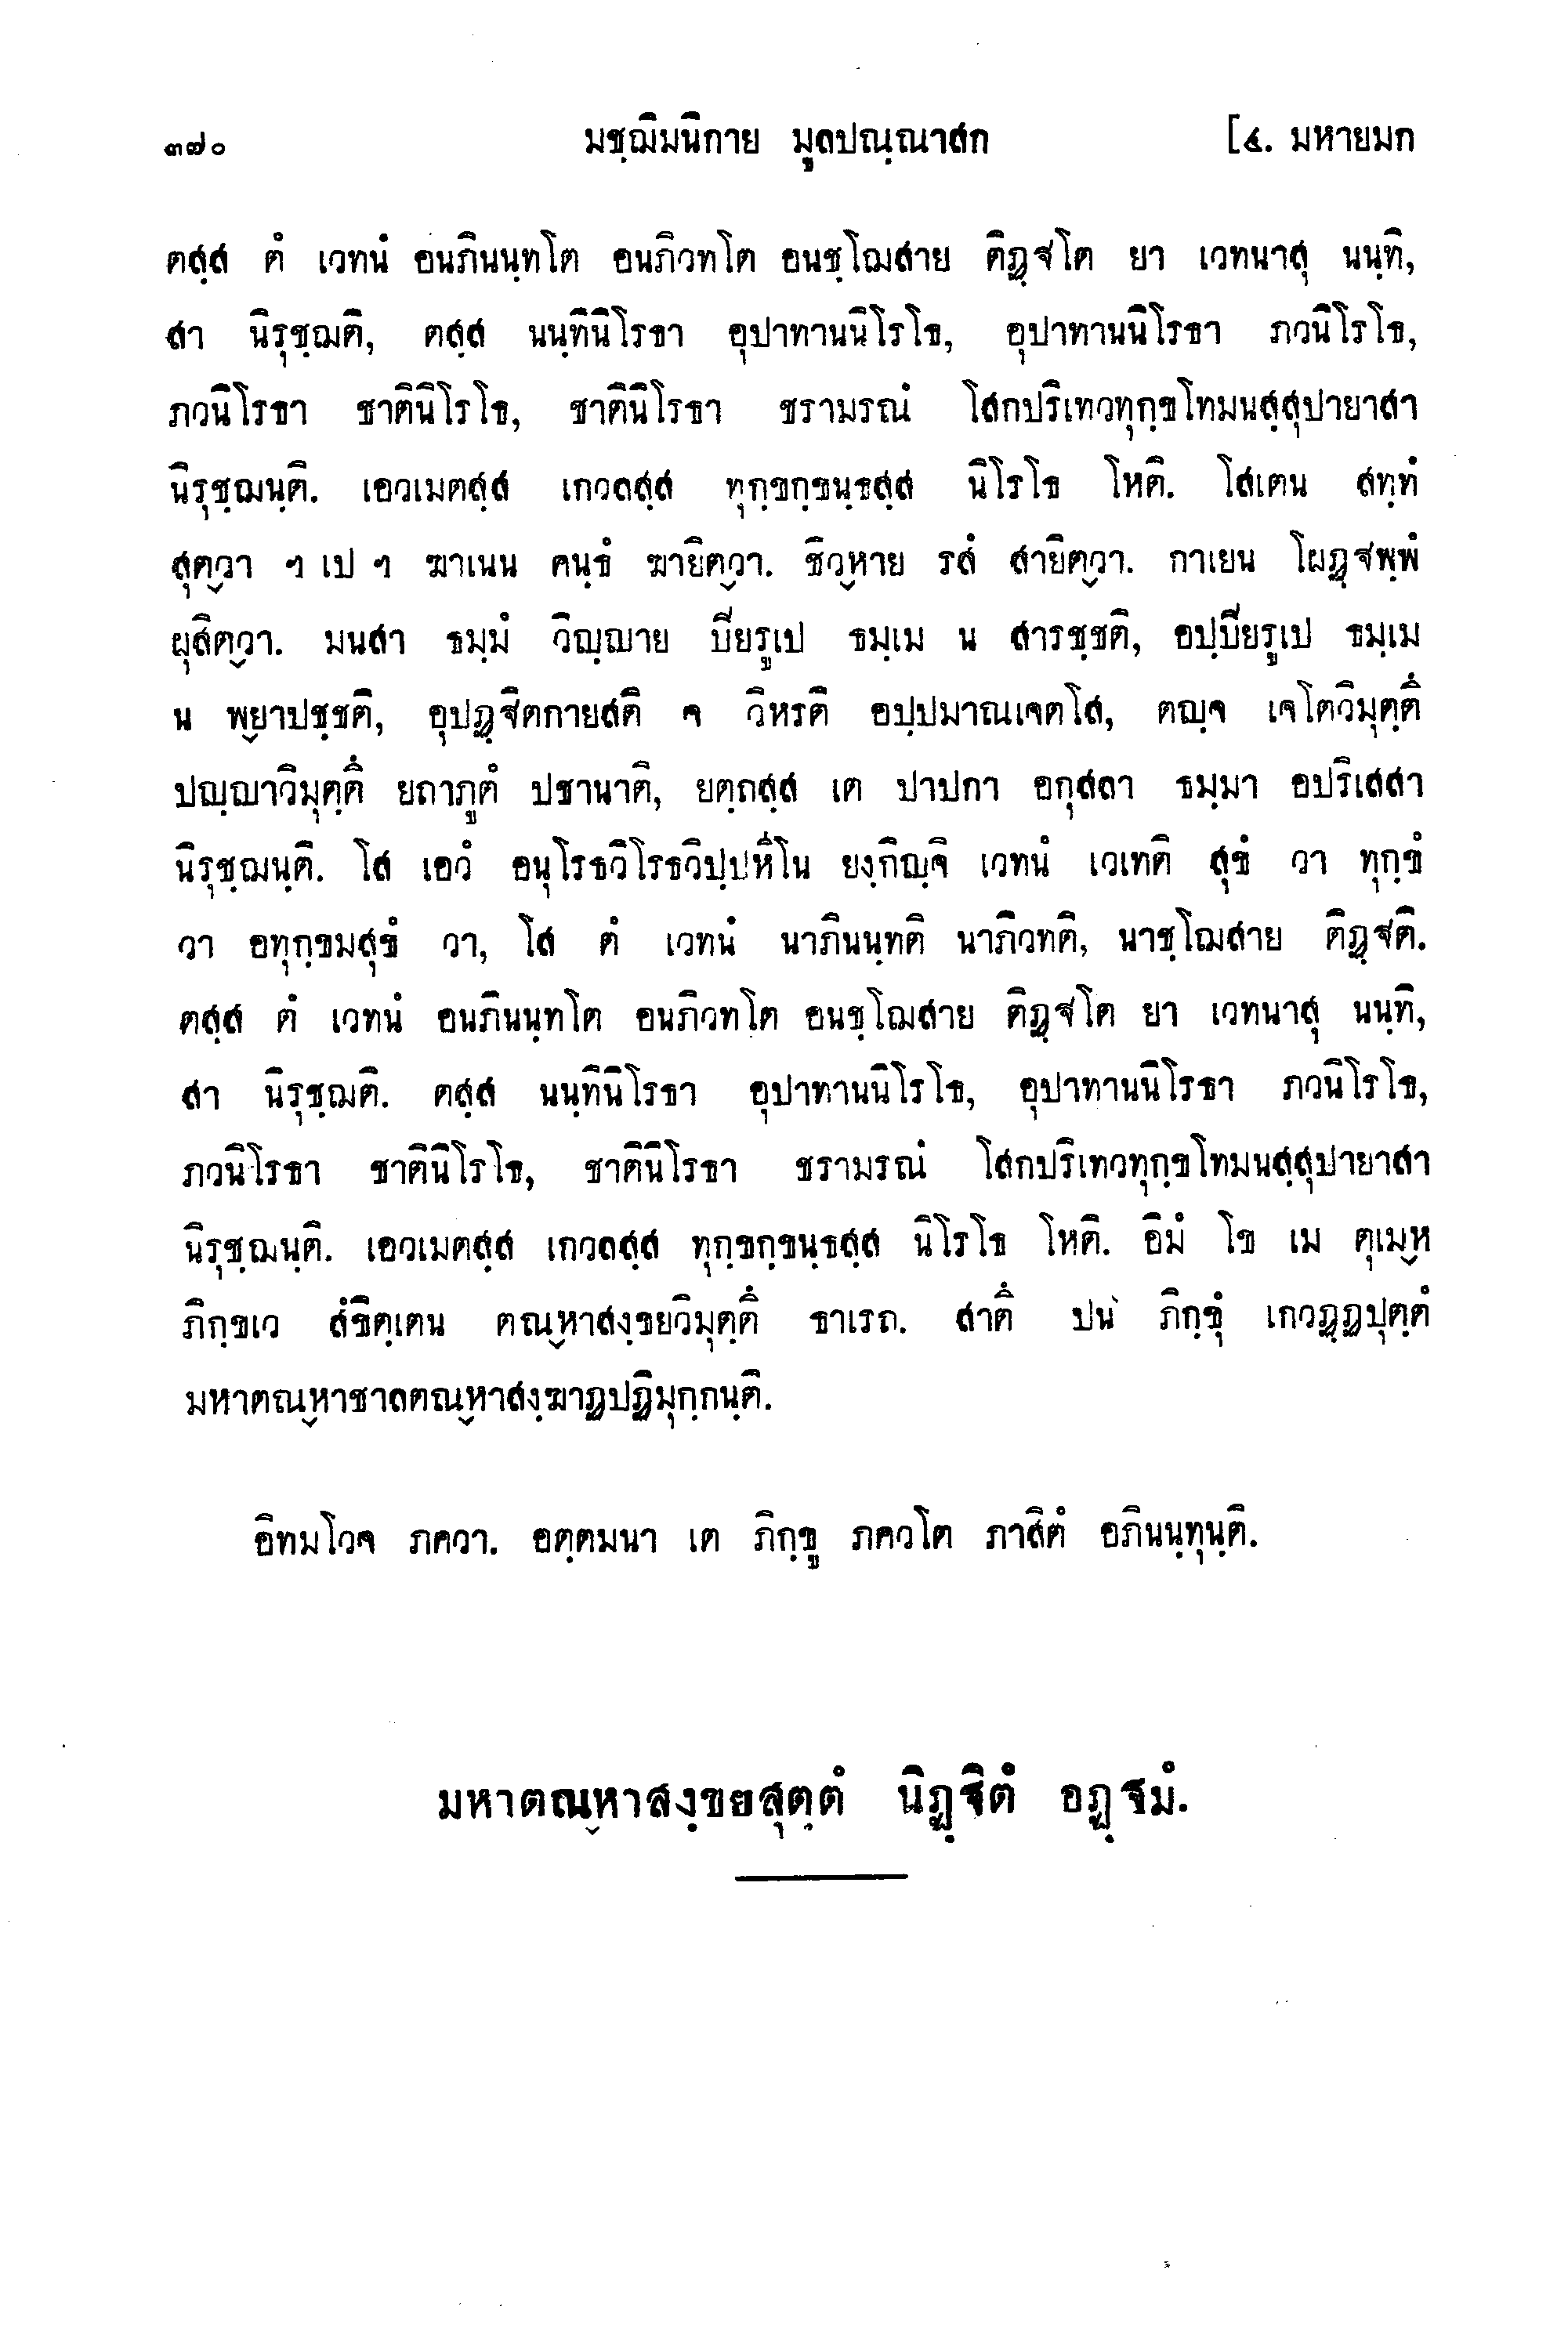 ๓๗๐ มชฺฌิมนิกาย มูลปณฺณาสก [๔. มหายมก
ตสฺส ตํ เวทนํ อนภินนฺทโต อนภิวทโต อนชฺโฌสาย ติฏฺฐโต ยา เวทนาสุ นนฺทิ,
สา นิรุชฺฌติ, ตสฺส นนฺทินิโรธา อุปาทานนิโรโธ, อุปาทานนิโรธา ภวนิโรโธ,
ภวนิโรธา ชาตินิโรโธ, ชาตินิโรธา ชรามรณํ โสกปริเทวทุกฺขโทมนสฺสุปายาสา
นิรุชฺฌนฺติ. เอวเมตสฺส เกวลสฺส ทุกฺขกฺขนฺธสฺส นิโรโธ โหติ. โสเตน สทฺทํ
สุตฺวา ฯ เป ฯ ฆาเนน คนฺธํ ฆายิตฺวา. ชิวฺหาย รสํ สายิตฺวา. กาเยน โผฏฺฐพฺพํ
ผุสิตฺวา. มนสา ธมฺมํ วิญฺญาย ปิยรูเป ธมฺเม น สารชฺชติ, อปฺปิยรูเป ธมฺเม
น พฺยาปชฺชติ, อุปฏฺฐิตกายสติ จ วิหรติ อปฺปมาณเจตโส, ตญฺจ เจโตวิมุตฺตึ
ปญฺญาวิมุตฺตึ ยถาภูตํ ปชานาติ, ยตฺถสฺส เต ปาปกา อกุสลา ธมฺมา อปริเสสา
นิรุชฺฌนฺติ. โส เอวํ อนุโรธวิโรธวิปฺปหีโน ยงฺกิญฺจิ เวทนํ เวเทติ สุขํ วา ทุกฺขํ
วา อทุกฺขมสุขํ วา, โส ตํ เวทนํ นาภินนฺทติ นาภิวทติ, นาชฺโฌสาย ติฏฺฐติ.
ตสฺส ตํ เวทนํ อนภินนฺทโต อนภิวทโต อนชฺโฌสาย ติฏฺฐโต ยา เวทนาสุ นนฺทิ,
สา นิรุชฺฌติ. ตสฺส นนฺทินิโรธา อุปาทานนิโรโธ, อุปาทานนิโรธา ภวนิโรโธ,
ภวนิโรธา ชาตินิโรโธ, ชาตินิโรธา ชรามรณํ โสกปริเทวทุกฺขโทมนสฺสุปายาสา
นิรุชฺฌนฺติ. เอวเมตสฺส เกวลสฺส ทุกฺขกฺขนฺธสฺส นิโรโธ โหติ. อิมํ โข เม ตุเมฺห
ภิกฺขเว สํขิตฺเตน ตณฺหาสงฺขยวิมุตฺตึ ธาเรถ. สาตึ ปน ภิกฺขุํ เกวฏฺฏปุตฺตํ
มหาตณฺหาชาลตณฺหาสงฺฆาฏปฏิมุกฺกนฺติ.
อิทมโวจ ภควา. อตฺตมนา เต ภิกฺขู ภควโต ภาสิตํ อภินนฺทุนฺติ.
มหาตณฺหาสงฺขยสุตฺตํ นิฏฺฐิตํ อฏฺฐมํ.